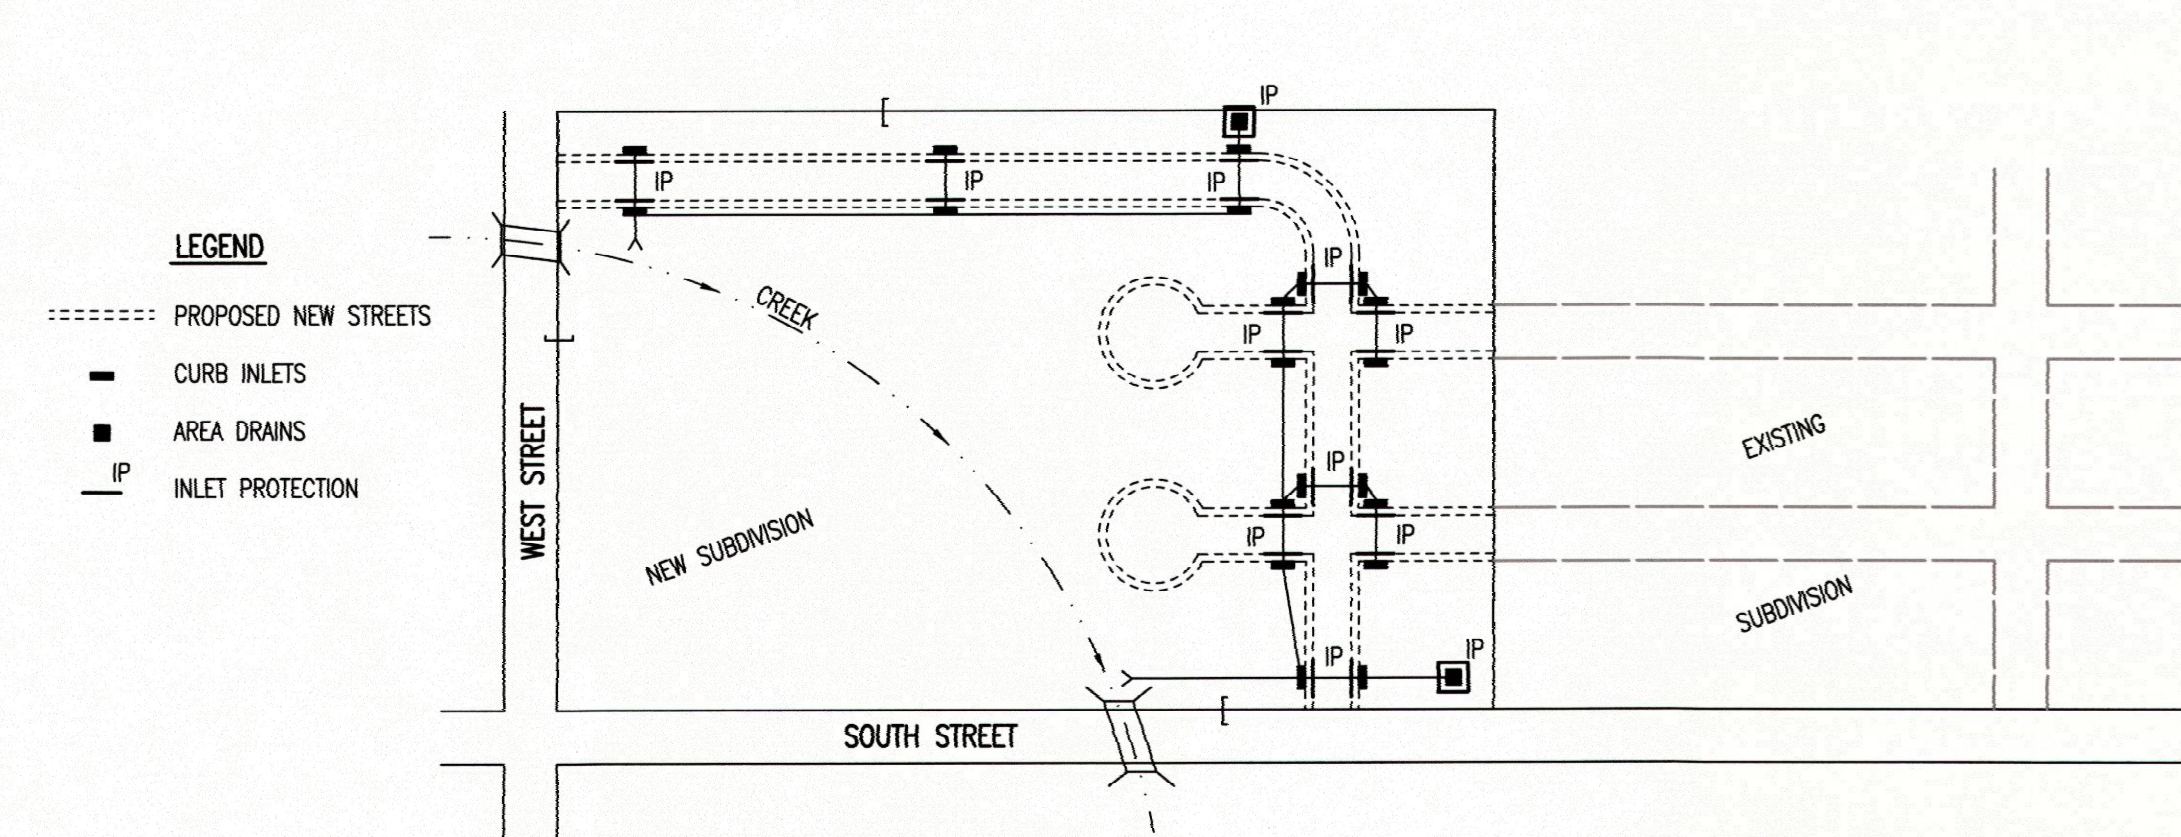 IP
IP
IP
IP
LEGEND
IP
PROPOSED NEW STREETS
CREEK
IP
IP
CURB INLETS
WEST STREET
AREA DRAINS
EXISTING
IP
IP
INLET PROTECTION
NEW SUBDIVISION
IP
IP
SUBDIVISION
IP
IP
SOUTH STREET